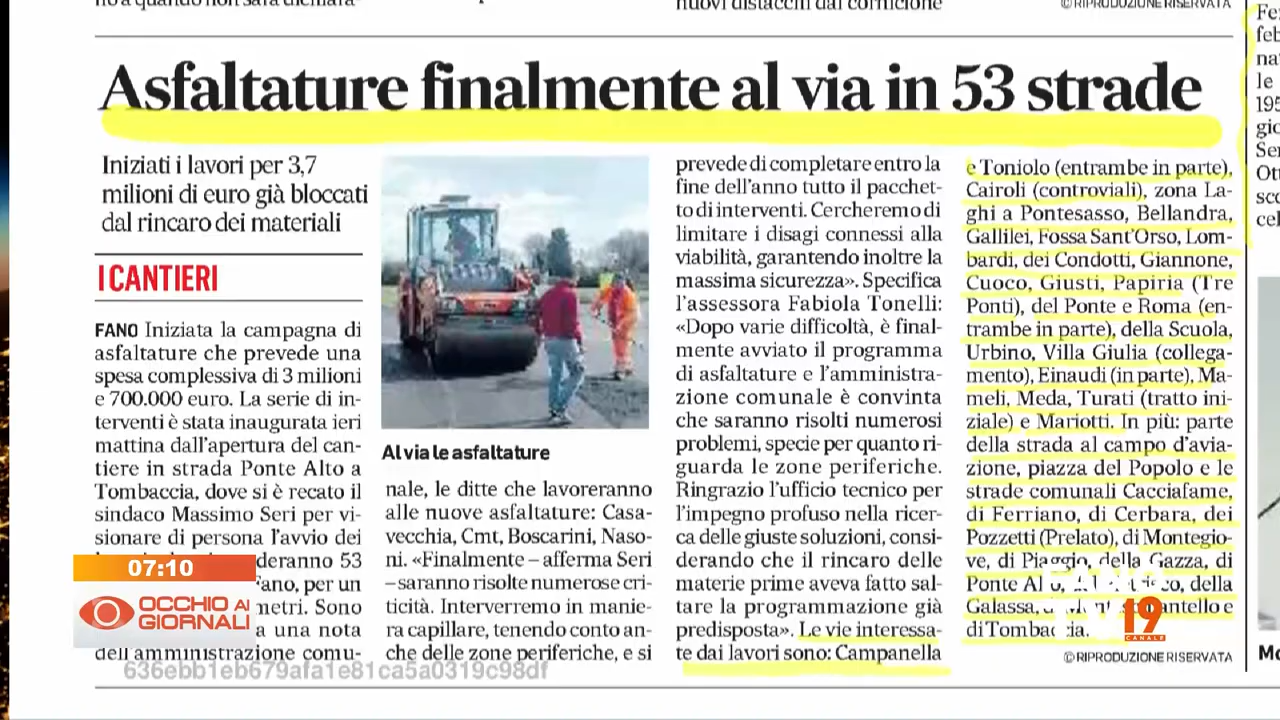 nuovi distacchi dal cornicione
©RIPRODUZIONE RISERVATA
Asfaltature finalmente al via in 53 strade
Iniziati i lavori per 3,7
milioni di euro già bloccati
dal rincaro dei materiali
I CANTIERI
FANO Iniziata la campagna di
asfaltature che prevede una
spesa complessiva di 3 milioni
e 700.000 euro. La serie di in-
terventi è stata inaugurata ieri
mattina dall'apertura del can-
tiere in strada Ponte Alto a
Tombaccia, dove si è recato il
sindaco Massimo Seri per vi-
sionare di persona l'avvio dei
deranno 53
Fano, per un
metri. Sono
a una nota
dell'amministrazione comu-
Al via le asfaltature
nale, le ditte che lavoreranno
alle nuove asfaltature: Casa-
vecchia, Cmt, Boscarini, Naso-
ni. «Finalmente – afferma Seri
– saranno risolte numerose cri-
ticità. Interverremo in manie-
ra capillare, tenendo conto an-
che delle zone periferiche, e si
prevede di completare entro la
fine dell'anno tutto il pacchet-
to di interventi. Cercheremo di
limitare i disagi connessi alla
viabilità, garantendo inoltre la
massima sicurezza». Specifica
l'assessora Fabiola Tonelli:
«Dopo varie difficoltà, è final-
mente avviato il programma
di asfaltature e l'amministra-
zione comunale è convinta
che saranno risolti numerosi
problemi, specie per quanto ri-
guarda le zone periferiche.
Ringrazio l'ufficio tecnico per
l'impegno profuso nella ricer-
ca delle giuste soluzioni, consi-
derando che il rincaro delle
materie prime aveva fatto sal-
tare la programmazione già
predisposta». Le vie interessa-
te dai lavori sono: Campanella
e Toniolo (entrambe in parte),
Cairoli (controviali), zona La-
ghi a Pontesasso, Bellandra,
Gallilei, Fossa Sant'Orso, Lom-
bardi, dei Condotti, Giannone,
Cuoco, Giusti, Papiria (Tre
Ponti), del Ponte e Roma (en-
trambe in parte), della Scuola,
Urbino, Villa Giulia (collega-
mento), Einaudi (in parte), Ma-
meli, Meda, Turati (tratto ini-
ziale) e Mariotti. In più: parte
della strada al campo d'avia-
zione, piazza del Popolo e le
strade comunali Cacciafame,
di Ferriano, di Cerbara, dei
Pozzetti (Prelato), di Montegio-
ve, di Piaggio, della Gazza, di
Ponte della
Galassa, e
di Tombaccia.
©RIPRODUZIONE RISERVATA
07:10
OCCHIO AI
GIORNALI
19
CANALE
636ebb1eb679afa1e81ca5a0319c98df